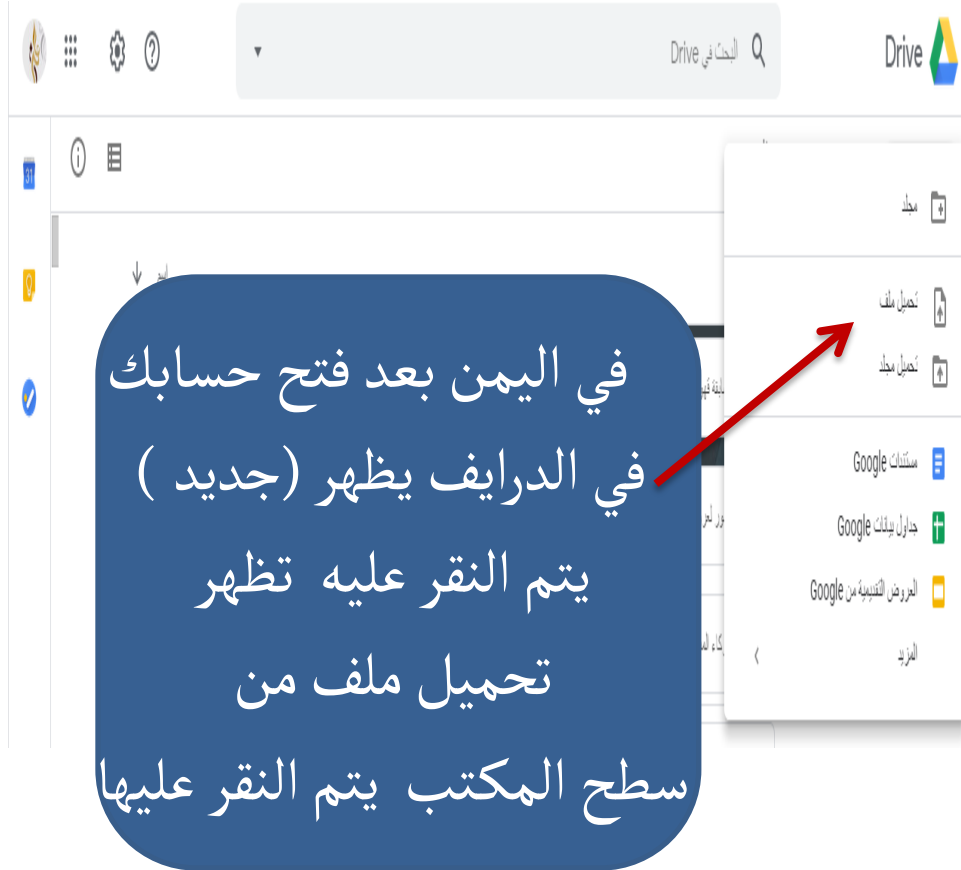 Drive
البحث في Drive
مجلد
تحميل ملف
تحميل مجلد
مستندات Google
جداول بيانات Google
العروض التقديمية من Google
المزيد
31
في اليمن بعد فتح حسابك
في الدرايف يظهر (جديد )
يتم النقر عليه تظهر
تحميل ملف من
سطح المكتب يتم النقر عليها